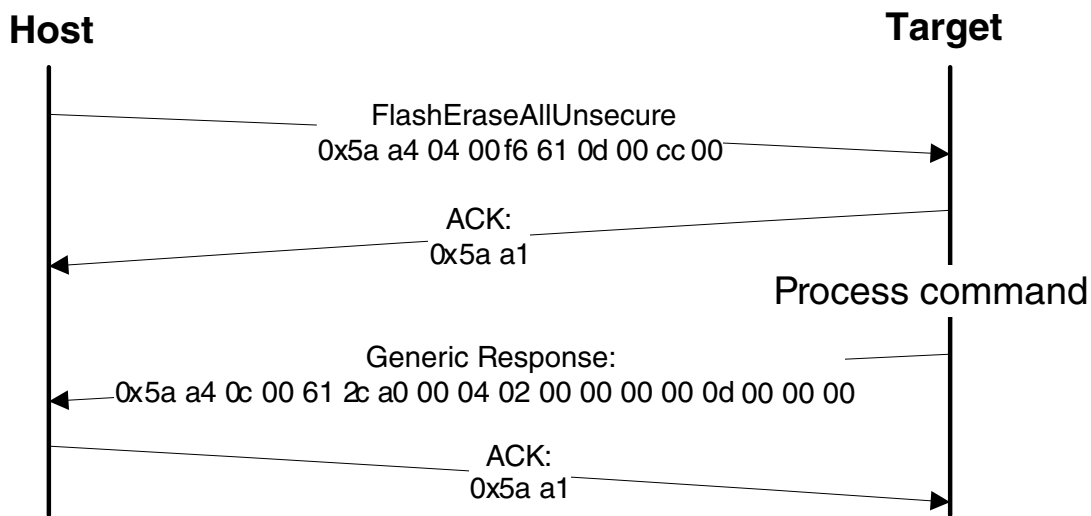 Host
Target
FlashEraseAllUnsecure
0x5a a4 04 00 f6 61 0d 00 cc 00
ACK:
0x5a a1
Process command
Generic Response:
0x5a a4 0c 00 61 2c a0 00 04 02 00 00 00 00 0d 00 00 00
ACK:
0x5a a1